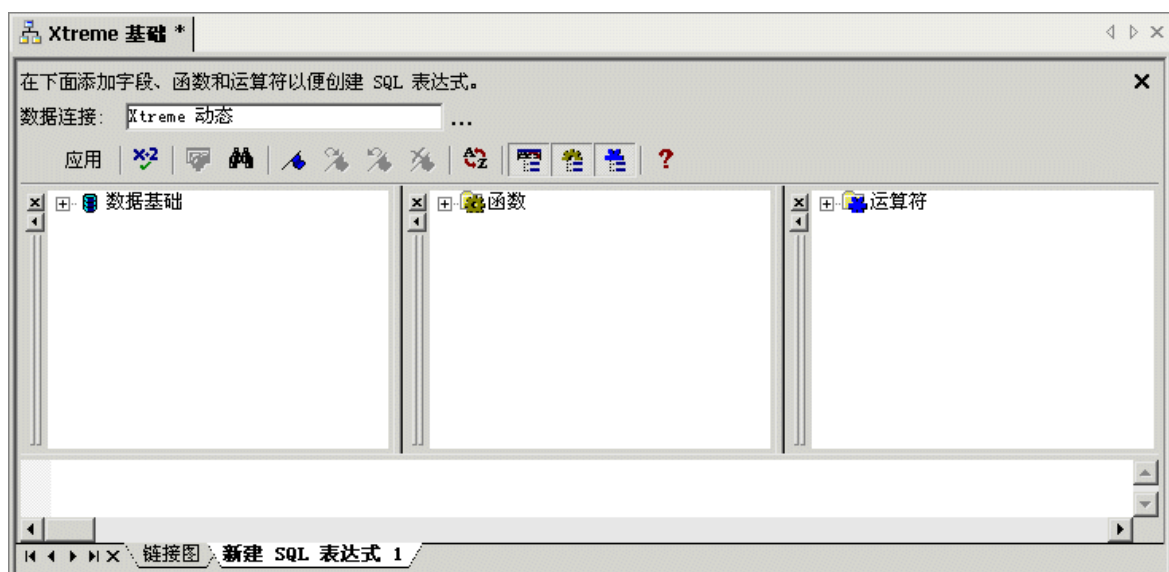 Xtreme 基础 *
在下面添加字段、函数和运算符以便创建 SQL 表达式。
数据连接: Xtreme 动态 ...
应用 x+2 A Z ?
数据基础 函数 运算符
链接图 新建 SQL 表达式 1